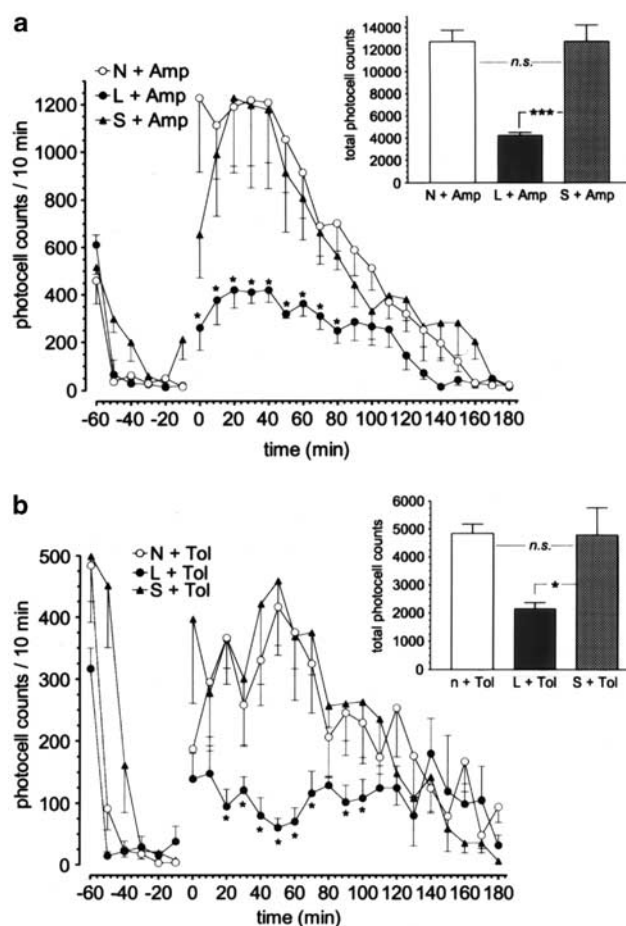 a
N + Amp
L + Amp
S + Amp
photocell counts / 10 min
1200
1000
800
600
400
200
0
-60 -40 -20 0 20 40 60 80 100 120 140 160 180
time (min)
total photocell counts
14000
12000
10000
8000
6000
4000
2000
0
n.s.
***
N + Amp L + Amp S + Amp
b
N + Tol
L + Tol
S + Tol
photocell counts / 10 min
500
400
300
200
100
0
-60 -40 -20 0 20 40 60 80 100 120 140 160 180
time (min)
total photocell counts
6000
5000
4000
3000
2000
1000
0
n.s.
*
n + Tol L + Tol S + Tol